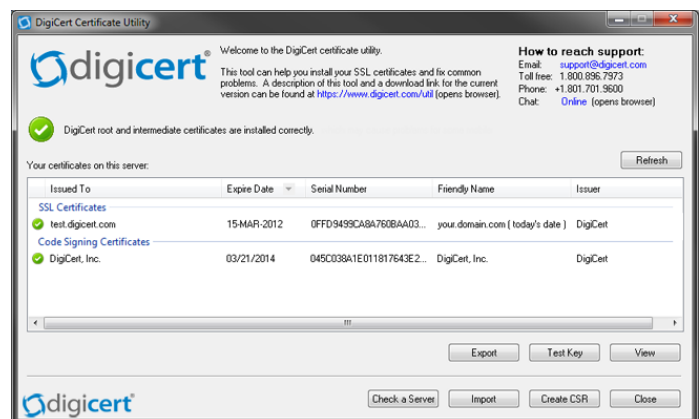 DigiCert Certificate Utility
digicert®
Welcome to the DigiCert certificate utility.
This tool can help you install your SSL certificates and fix common
problems. A description of this tool and a download link for the current
version can be found at https://www.digicert.com/util (opens browser).
How to reach support:
Email: support@digicert.com
Toll free: 1.800.896.7973
Phone: +1.801.701.9600
Chat: Online (opens browser)
DigiCert root and intermediate certificates are installed correctly.
Your certificates on this server:
Refresh
Issued To Expire Date Serial Number Friendly Name Issuer
SSL Certificates
test.digicert.com 15-MAR-2012 0FFD9499CA8A760BAA03... your.domain.com ( today's date ) DigiCert
Code Signing Certificates
DigiCert, Inc. 03/21/2014 045C038A1E011817643E2... DigiCert, Inc. DigiCert
Export Test Key View
digicert®
Check a Server Import Create CSR Close